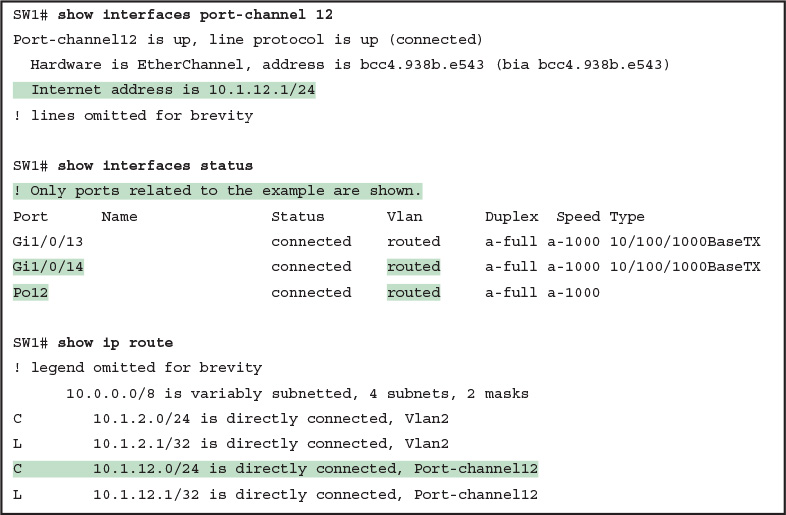 SW1# show interfaces port-channel 12
Port-channel12 is up, line protocol is up (connected)
  Hardware is EtherChannel, address is bcc4.938b.e543 (bia bcc4.938b.e543)
  Internet address is 10.1.12.1/24
! lines omitted for brevity

SW1# show interfaces status
! Only ports related to the example are shown.
Port      Name               Status       Vlan       Duplex  Speed Type
Gi1/0/13                     connected    routed     a-full a-1000 10/100/1000BaseTX
Gi1/0/14                     connected    routed     a-full a-1000 10/100/1000BaseTX
Po12                         connected    routed     a-full a-1000

SW1# show ip route
! legend omitted for brevity
      10.0.0.0/8 is variably subnetted, 4 subnets, 2 masks
C        10.1.2.0/24 is directly connected, Vlan2
L        10.1.2.1/32 is directly connected, Vlan2
C        10.1.12.0/24 is directly connected, Port-channel12
L        10.1.12.1/32 is directly connected, Port-channel12